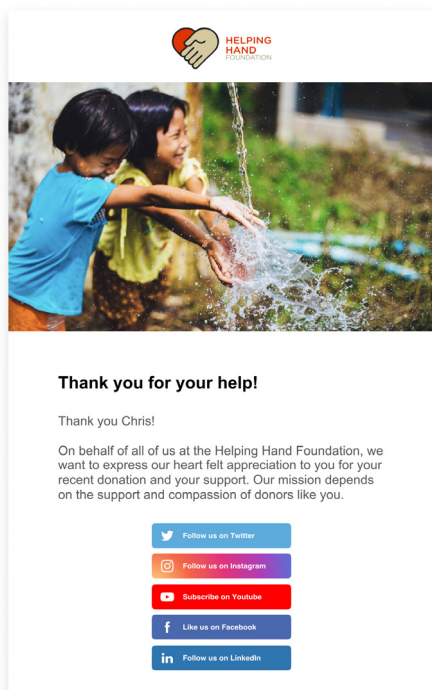 HELPING
HAND
FOUNDATION
Thank you for your help!
Thank you Chris!
On behalf of all of us at the Helping Hand Foundation, we
want to express our heart felt appreciation to you for your
recent donation and your support. Our mission depends
on the support and compassion of donors like you.
Follow us on Twitter
Follow us on Instagram
Subscribe on Youtube
f Like us on Facebook
in Follow us on LinkedIn